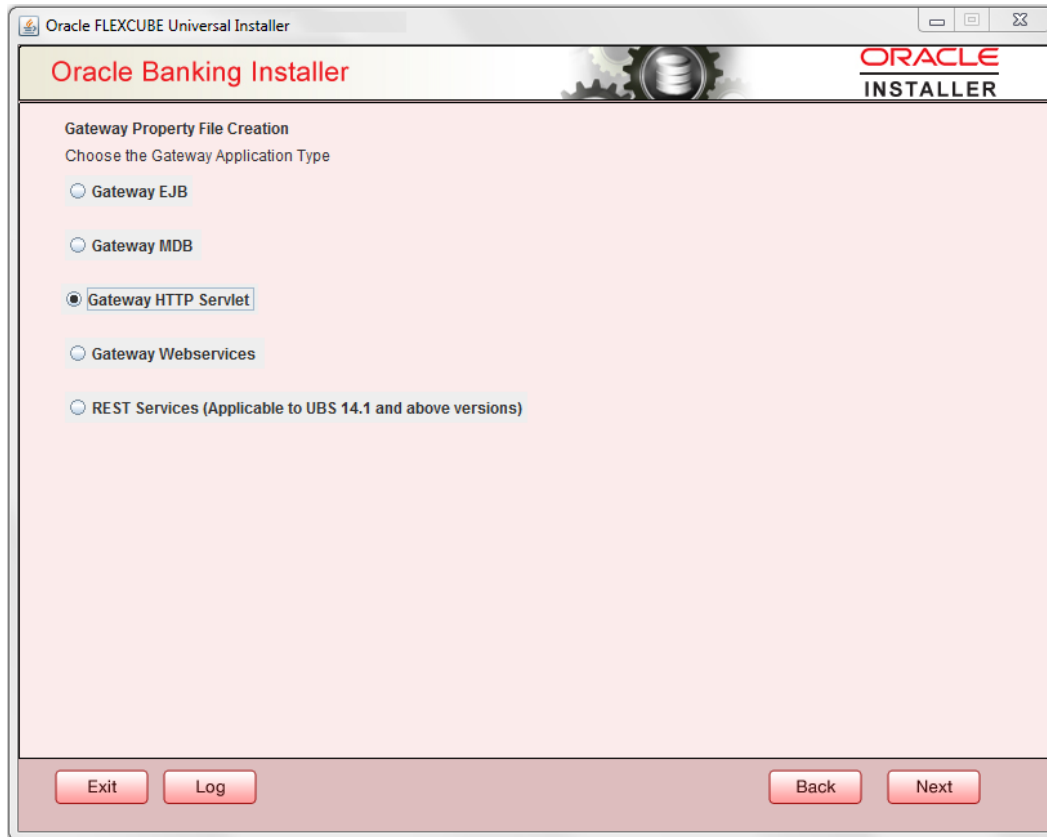 Oracle FLEXCUBE Universal Installer
Oracle Banking Installer
ORACLE
INSTALLER
Gateway Property File Creation
Choose the Gateway Application Type
Gateway EJB
Gateway MDB
Gateway HTTP Servlet
Gateway Webservices
REST Services (Applicable to UBS 14.1 and above versions)
Exit Log Back Next